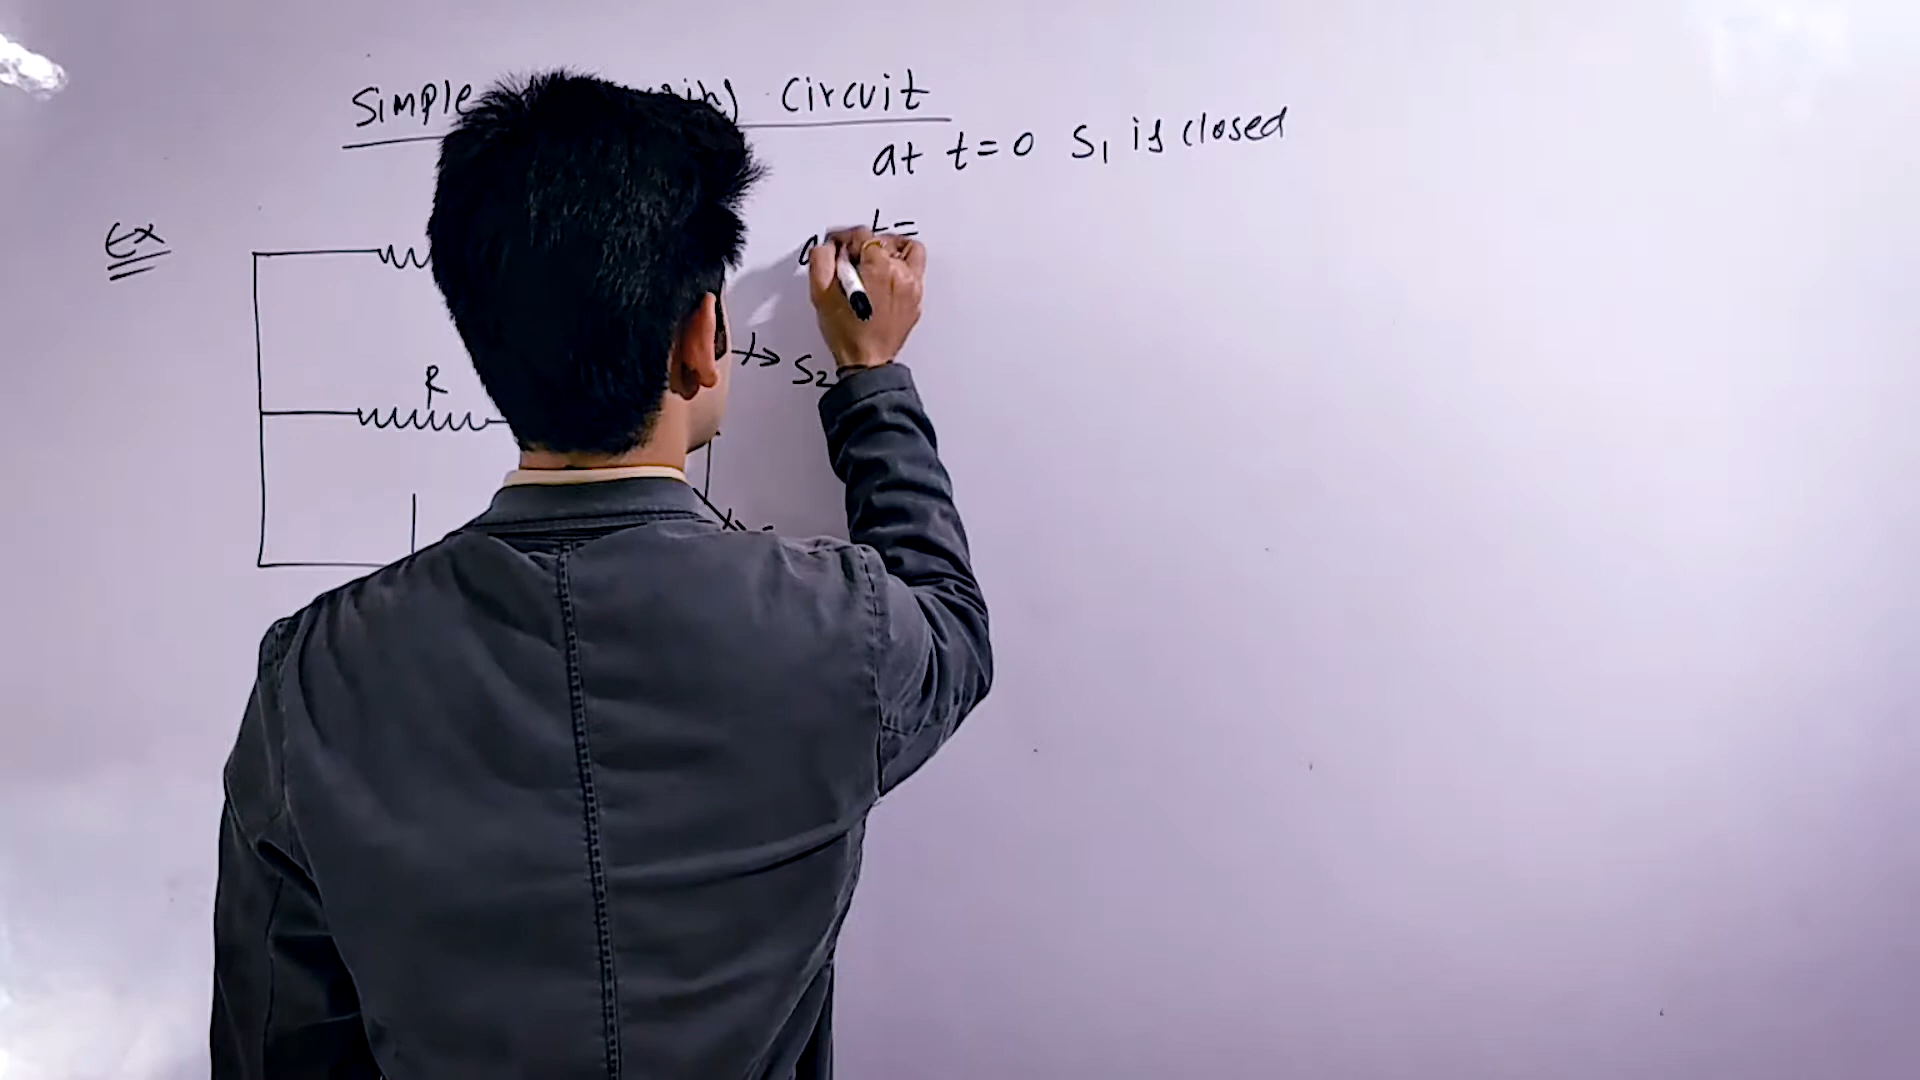 Simple Circuit
at t=0 S1 is closed
Ex
t=
S2
R